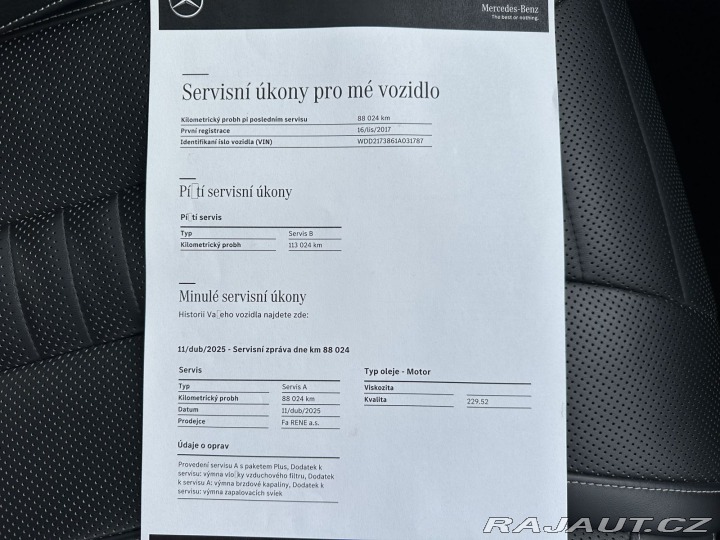 Mercedes-Benz
The best or nothing.
Servisní úkony pro mé vozidlo
Kilometrický probh pi posledním servisu 88 024 km
První registrace 16/lis/2017
Identifikaní íslo vozidla (VIN) WDD2173861A031787
Pí□tí servisní úkony
Pí□tí servis
Typ Servis B
Kilometrický probh 113 024 km
Minulé servisní úkony
Historii Va□eho vozidla najdete zde:
11/dub/2025 - Servisní zpráva dne km 88 024
Servis
Typ Servis A
Kilometrický probh 88 024 km
Datum 11/dub/2025
Prodejce Fa RENE a.s.
Typ oleje - Motor
Viskozita
Kvalita 229.52
Údaje o oprav
Provedení servisu A s paketem Plus, Dodatek k
servisu: výmna vlo□ky vzduchového filtru, Dodatek
k servisu A: výmna brzdové kapaliny, Dodatek k
servisu: výmna zapalovacích svíek
RAJAUT.CZ